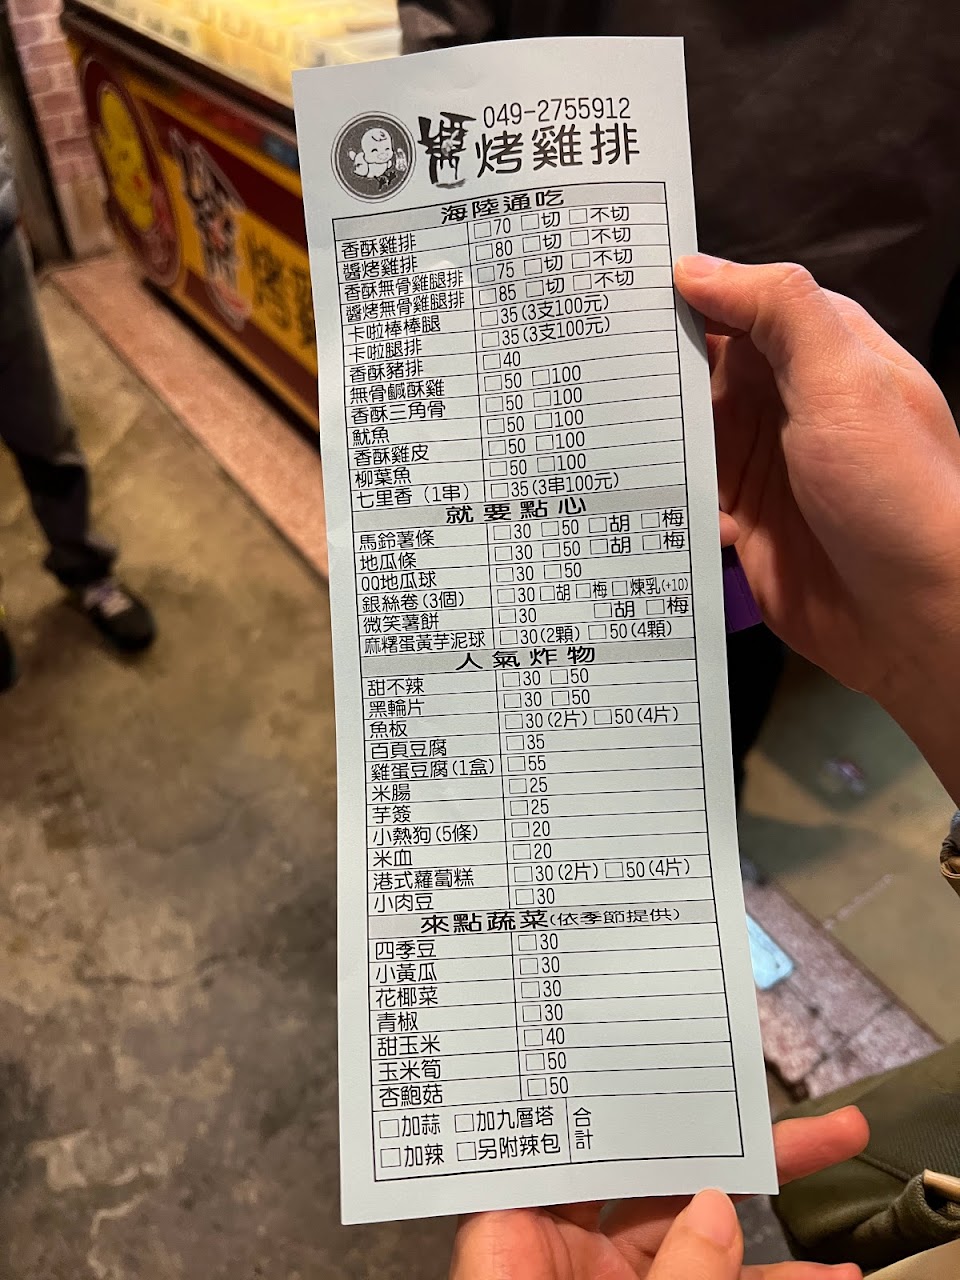 049-2755912
烤雞排
海陸通吃
香酥雞排 □70 □切 □不切
醬烤雞排 □80 □切 □不切
香酥無骨雞腿排 □75 □切 □不切
醬烤無骨雞腿排 □85 □切 □不切
卡啦棒棒腿 □35(3支100元)
卡啦腿排 □35(3支100元)
香酥豬排 □40
無骨鹹酥雞 □50 □100
香酥三角骨 □50 □100
魷魚 □50 □100
香酥雞皮 □50 □100
柳葉魚 □50 □100
七里香(1串) □35(3串100元)
就要點心
馬鈴薯條 □30 □50 □胡 □梅
地瓜條 □30 □50 □胡 □梅
QQ地瓜球 □30 □50
銀絲卷(3個) □30 □胡 □梅 □煉乳(+10)
微笑薯餅 □30 □胡 □梅
麻糬蛋黃芋泥球 □30(2顆) □50(4顆)
人氣炸物
甜不辣 □30 □50
黑輪片 □30 □50
魚板 □30(2片) □50(4片)
百頁豆腐 □35
雞蛋豆腐(1盒) □55
米腸 □25
芋簽 □25
小熱狗(5條) □20
米血 □20
港式蘿蔔糕 □30(2片) □50(4片)
小肉豆 □30
來點蔬菜(依季節提供)
四季豆 □30
小黃瓜 □30
花椰菜 □30
青椒 □30
甜玉米 □40
玉米筍 □50
杏鮑菇 □50
□加蒜 □加九層塔 合計
□加辣 □另附辣包